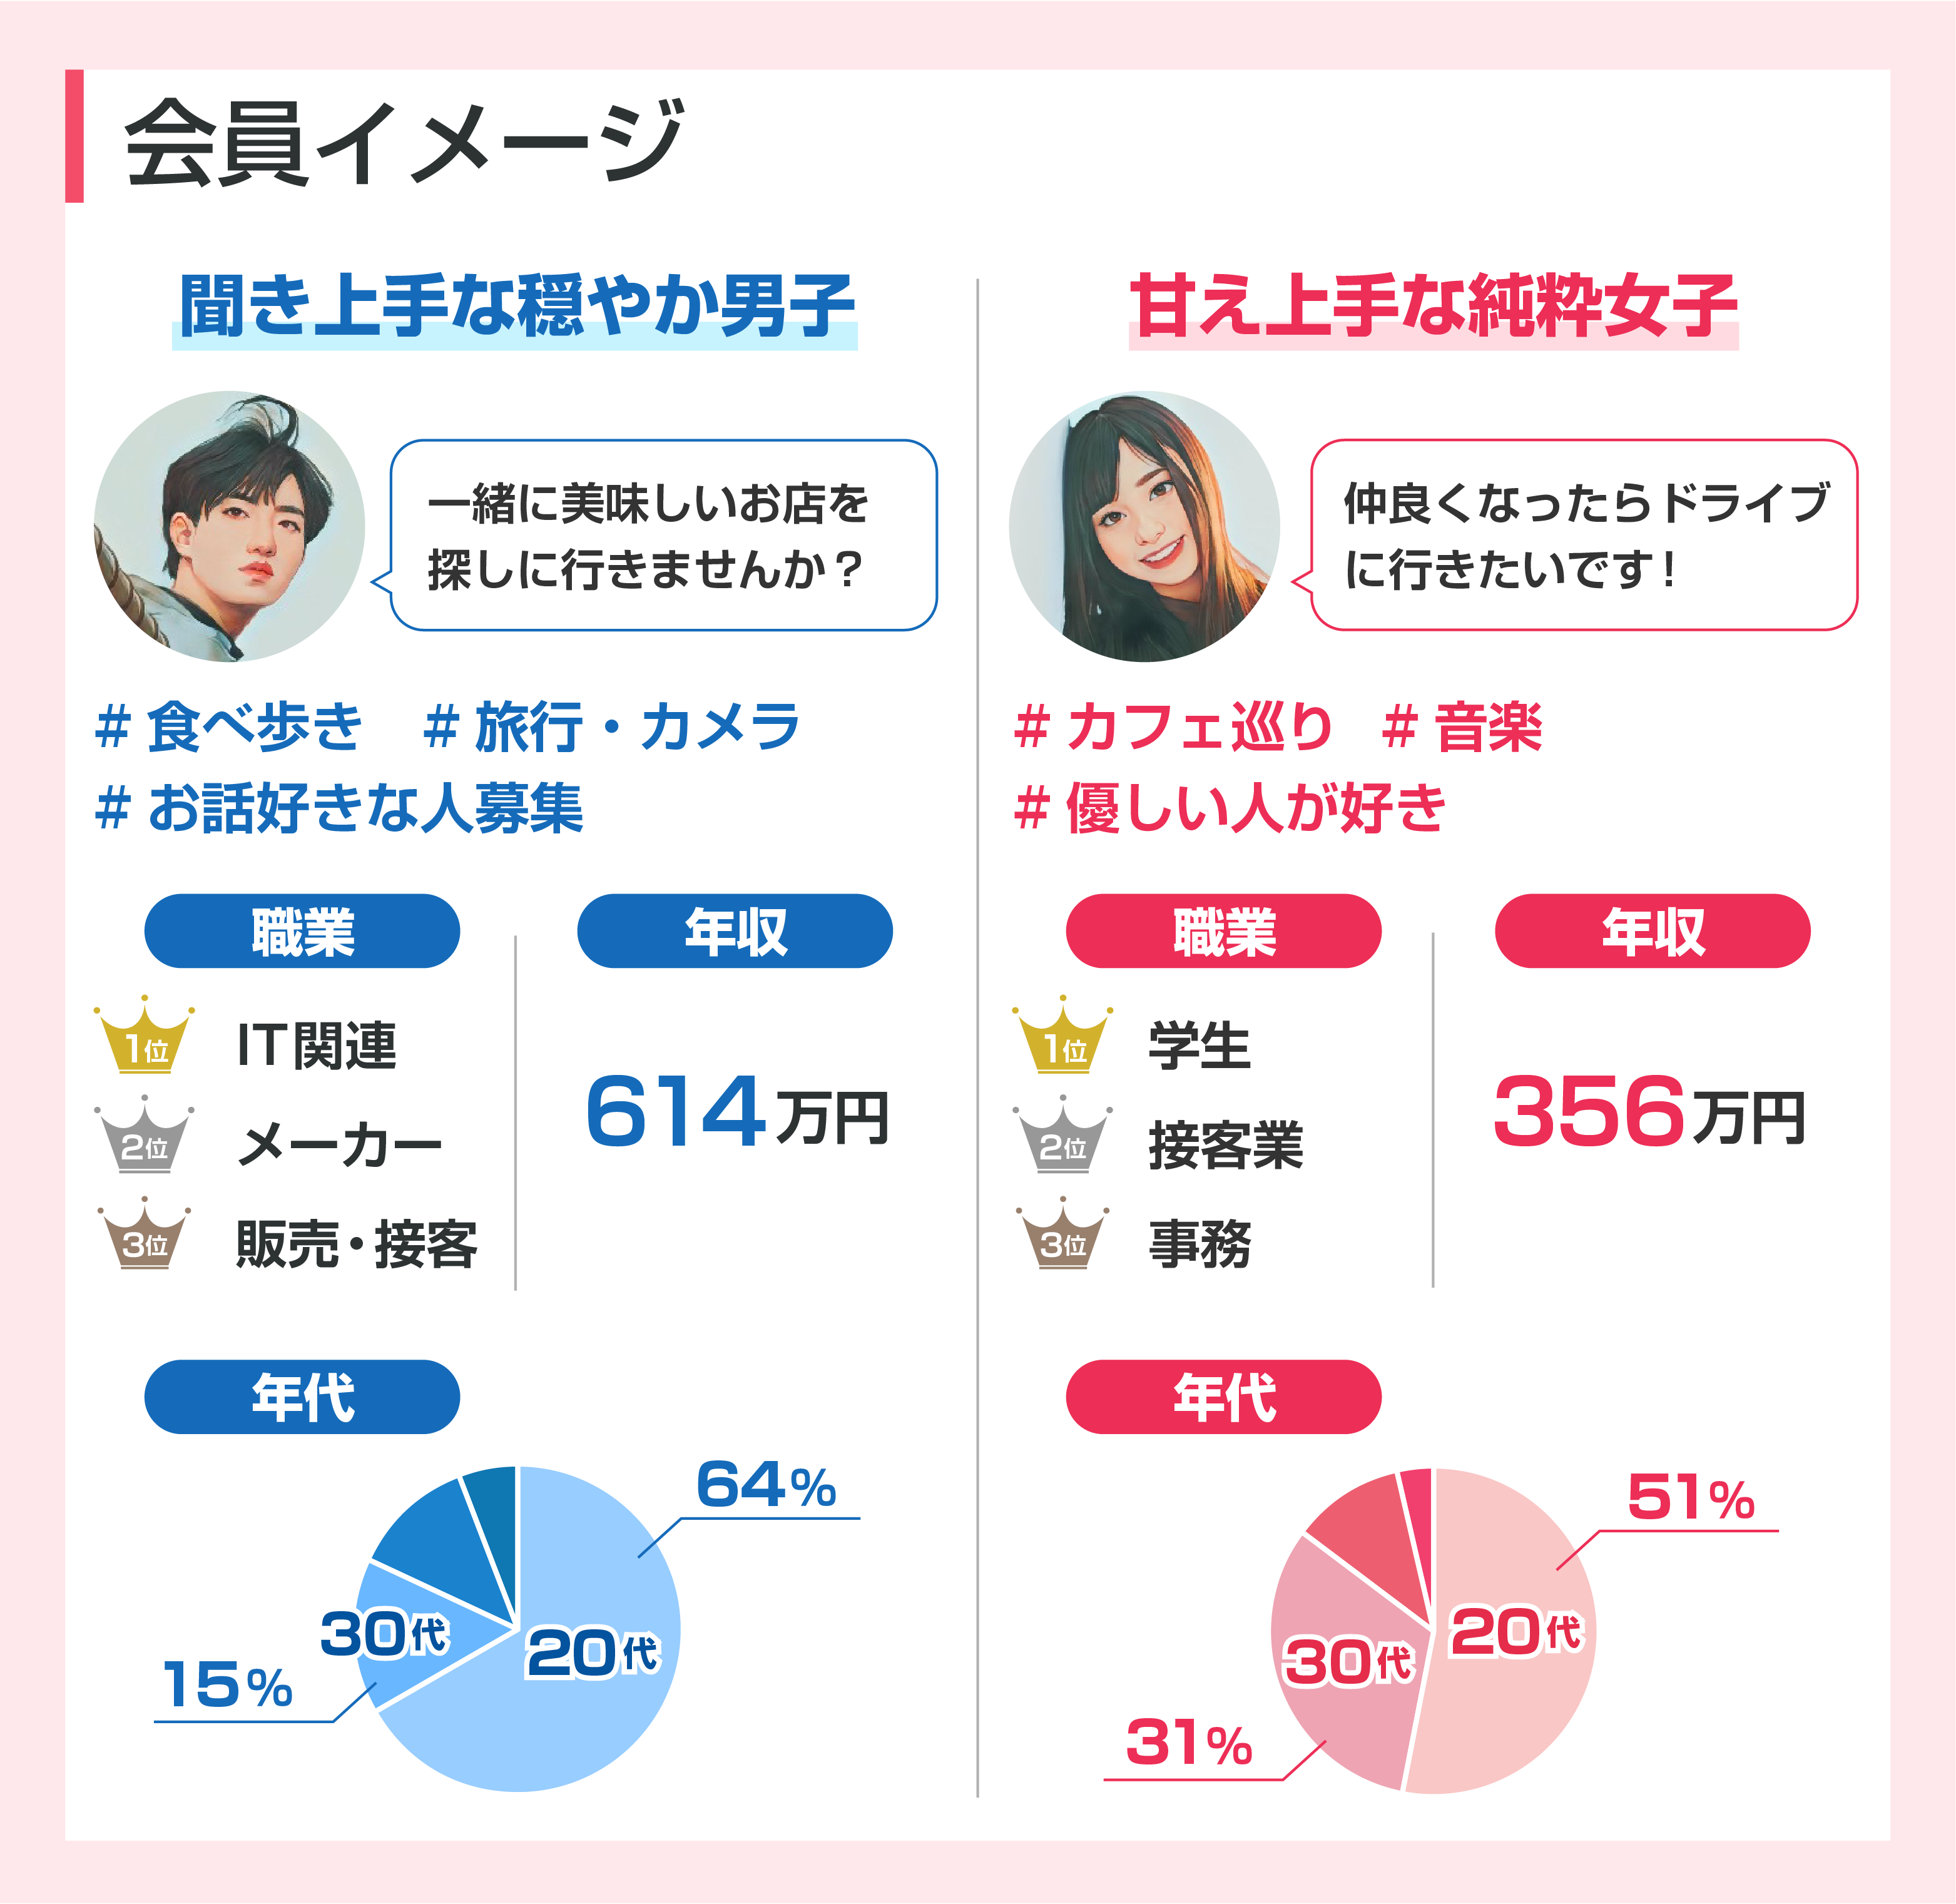 会員イメージ
聞き上手な穏やか男子
一緒に美味しいお店を
探しに行きませんか？
# 食べ歩き # 旅行・カメラ
# お話好きな人募集
職業
1位 IT関連
2位 メーカー
3位 販売・接客
年収
614万円
年代
64%
20代
30代
15%
甘え上手な純粋女子
仲良くなったらドライブ
に行きたいです！
# カフェ巡り # 音楽
# 優しい人が好き
職業
1位 学生
2位 接客業
3位 事務
年収
356万円
年代
51%
20代
30代
31%